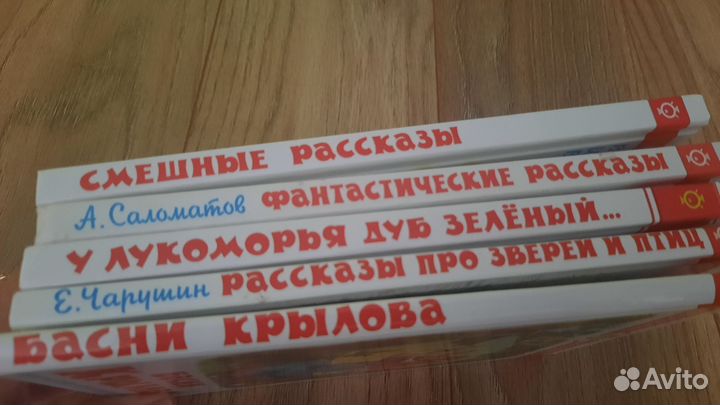 СМЕШНЫЕ РАССКАЗЫ
А. Саломатов ФАНТАСТИЧЕСКИЕ РАССКАЗЫ
У ЛУКОМОРЬЯ ДУБ ЗЕЛЁНЫЙ...
Е. Чарушин РАССКАЗЫ ПРО ЗВЕРЕЙ И ПТИЦ
БАСНИ КРЫЛОВА
Avito